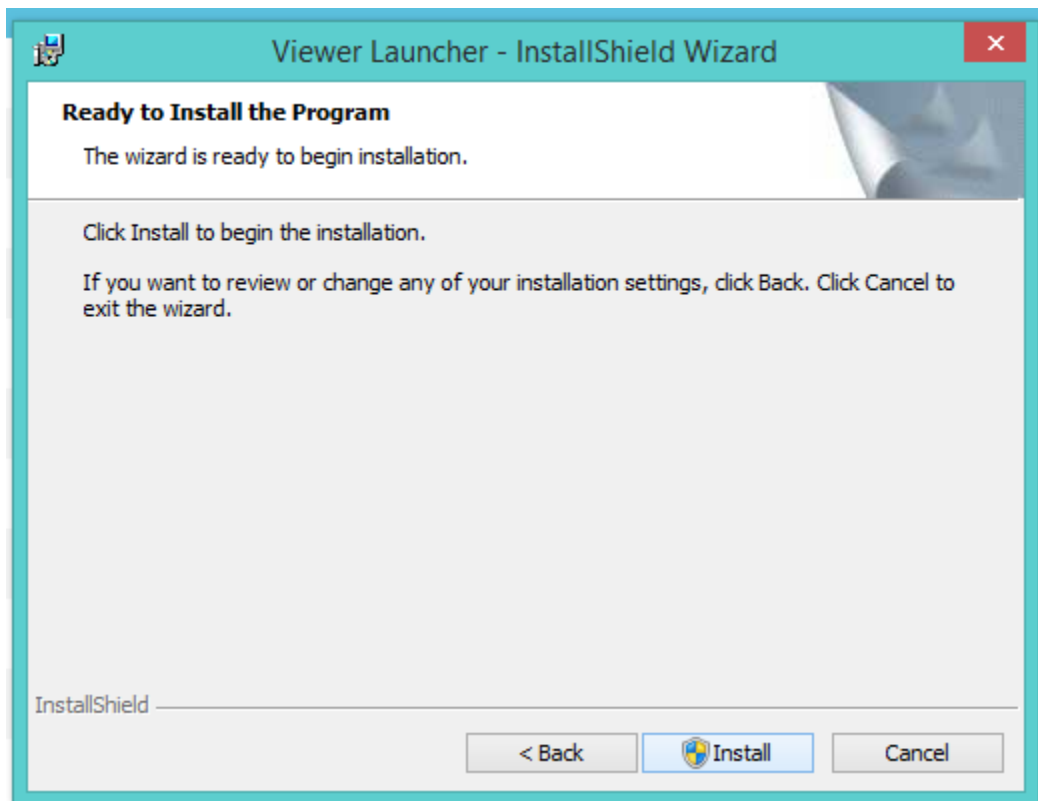 Viewer Launcher - InstallShield Wizard
Ready to Install the Program
The wizard is ready to begin installation.
Click Install to begin the installation.
If you want to review or change any of your installation settings, click Back. Click Cancel to
exit the wizard.
InstallShield
< Back Install Cancel